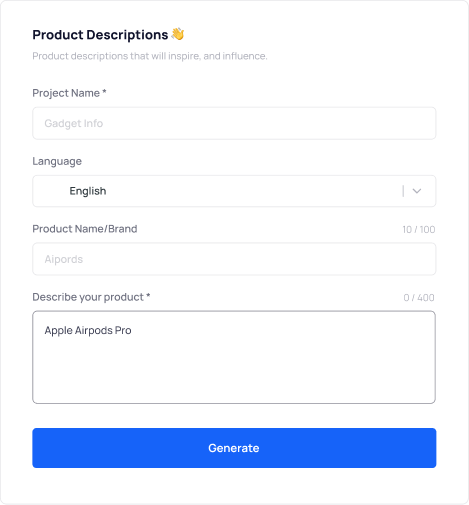 Product Descriptions 👋
Product descriptions that will inspire, and influence.
Project Name *
Gadget Info
Language
English
Product Name/Brand 10 / 100
Aipords
Describe your product * 0 / 400
Apple Airpods Pro
Generate